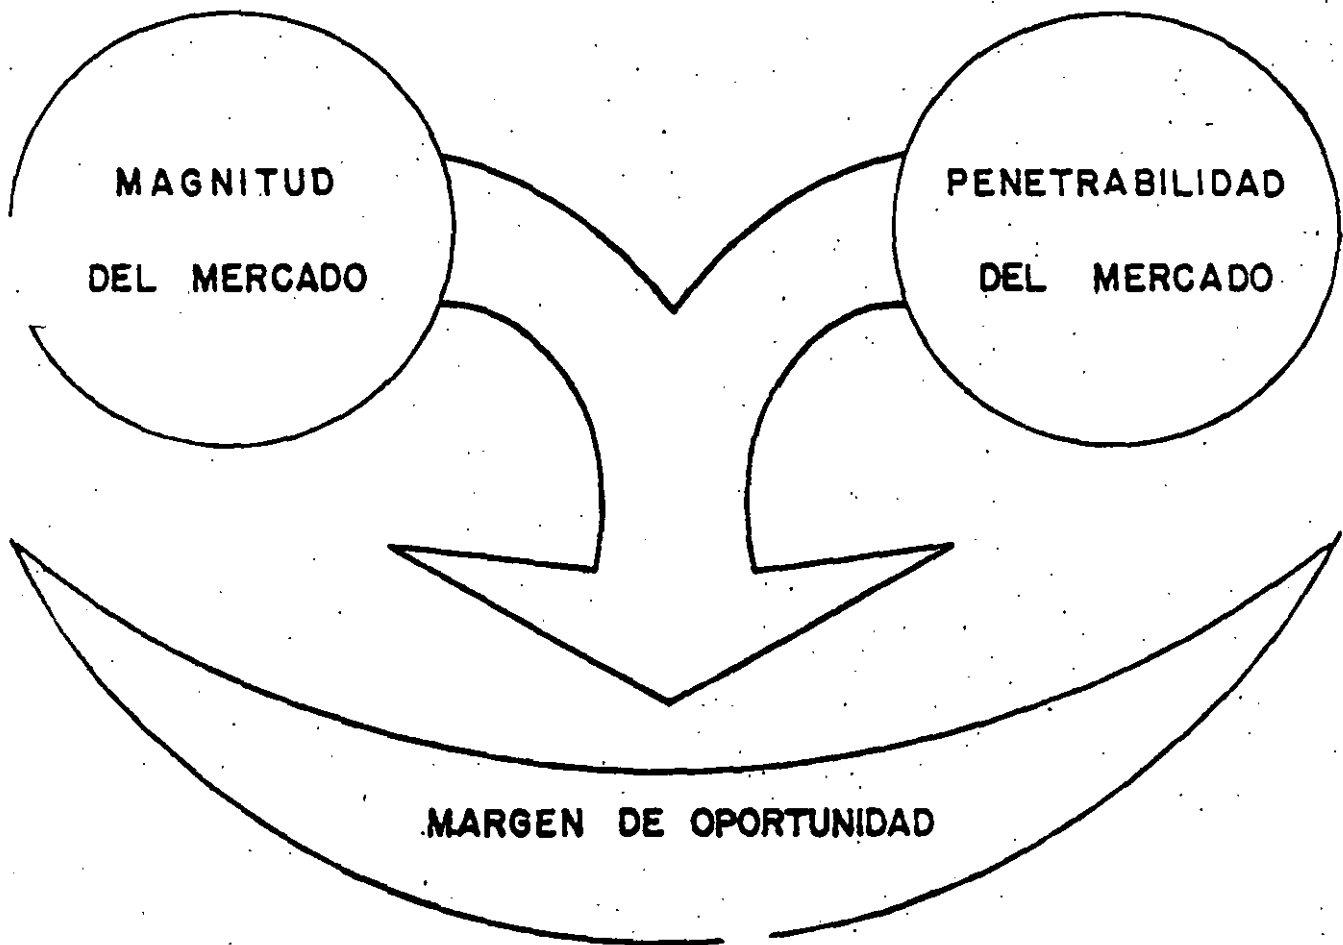 MAGNITUD
DEL MERCADO
PENETRABILIDAD
DEL MERCADO
MARGEN DE OPORTUNIDAD